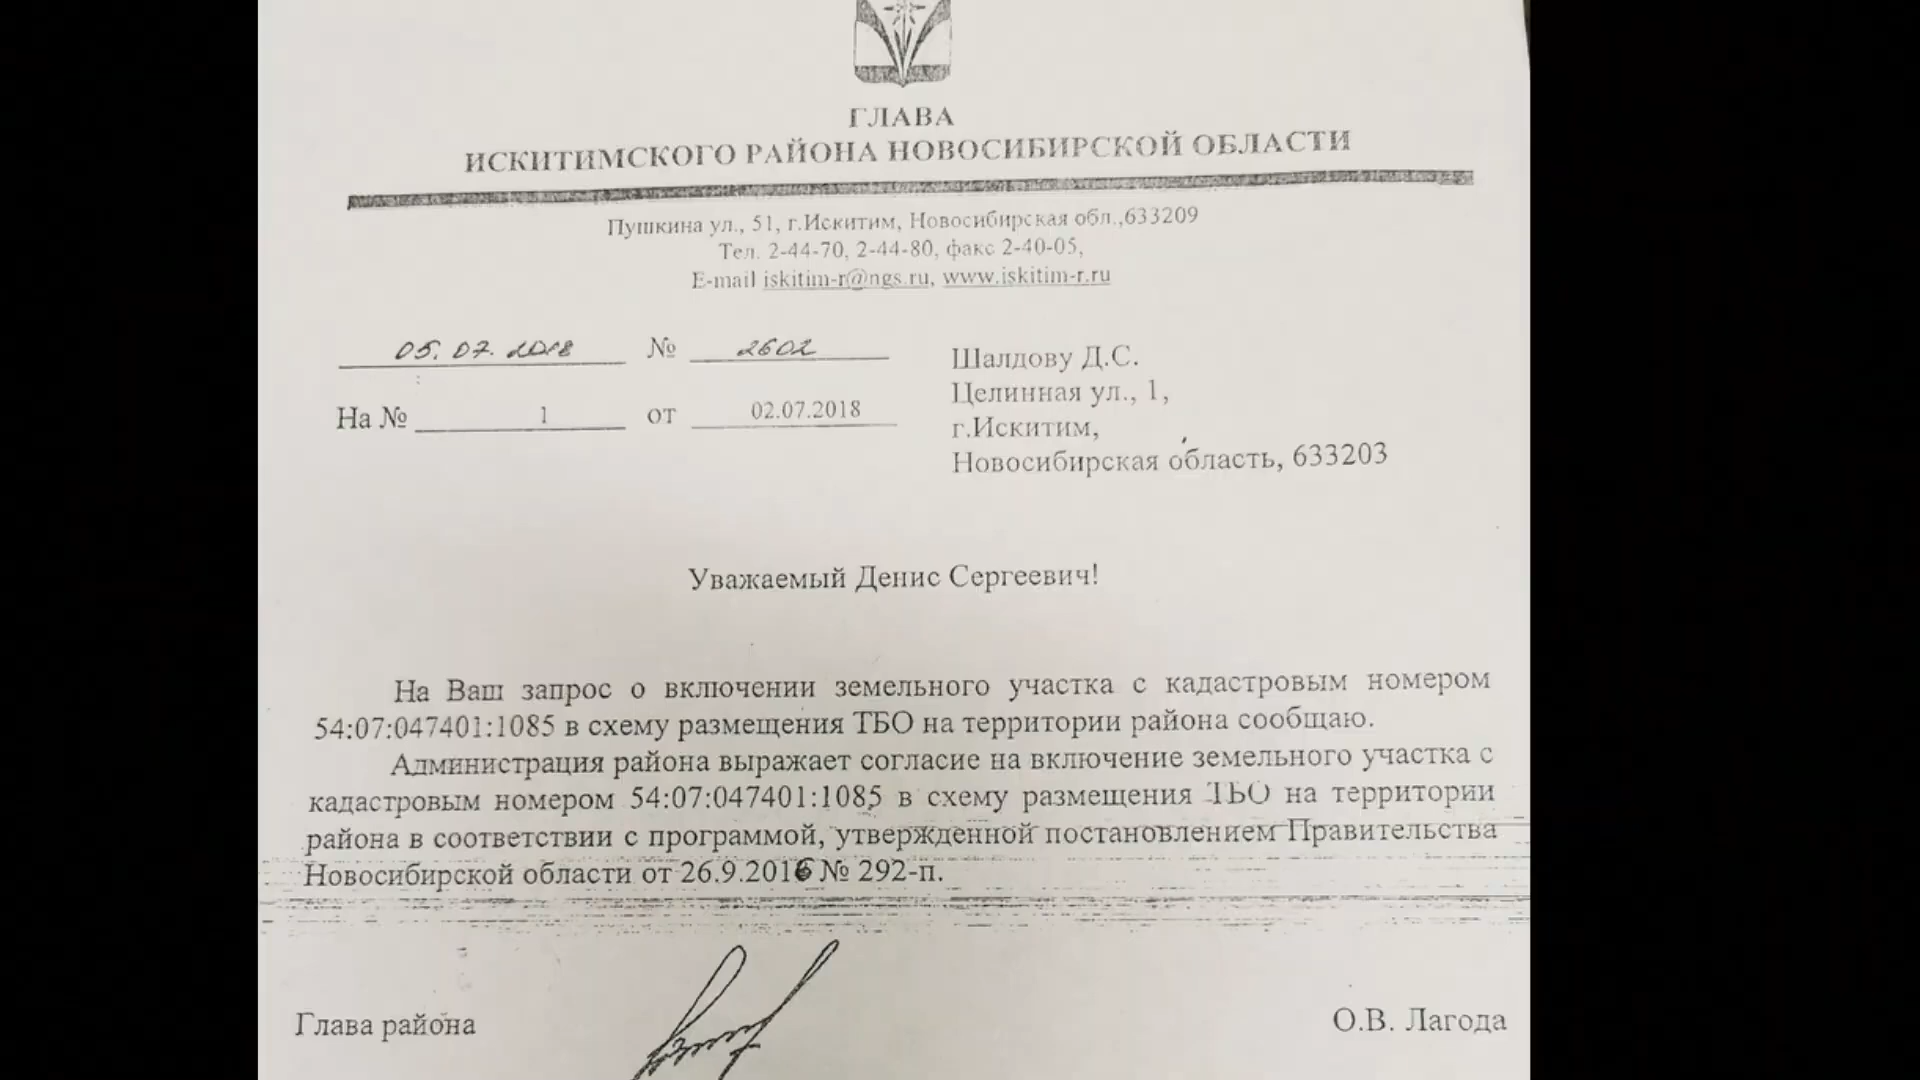 ГЛАВА
ИСКИТИМСКОГО РАЙОНА НОВОСИБИРСКОЙ ОБЛАСТИ
Пушкина ул., 51, г.Искитим, Новосибирская обл.,633209
Тел. 2-44-70, 2-44-80, факс 2-40-05,
E-mail iskitim-r@ngs.ru, www.iskitim-r.ru
05.07.2018 № 2602
На № 1 от 02.07.2018
Шалдову Д.С.
Целинная ул., 1,
г.Искитим,
Новосибирская область, 633203
Уважаемый Денис Сергеевич!
На Ваш запрос о включении земельного участка с кадастровым номером
54:07:047401:1085 в схему размещения ТБО на территории района сообщаю.
Администрация района выражает согласие на включение земельного участка с
кадастровым номером 54:07:047401:1085 в схему размещения ТБО на территории
района в соответствии с программой, утвержденной постановлением Правительства
Новосибирской области от 26.9.2016 № 292-п.
Глава района
О.В. Лагода